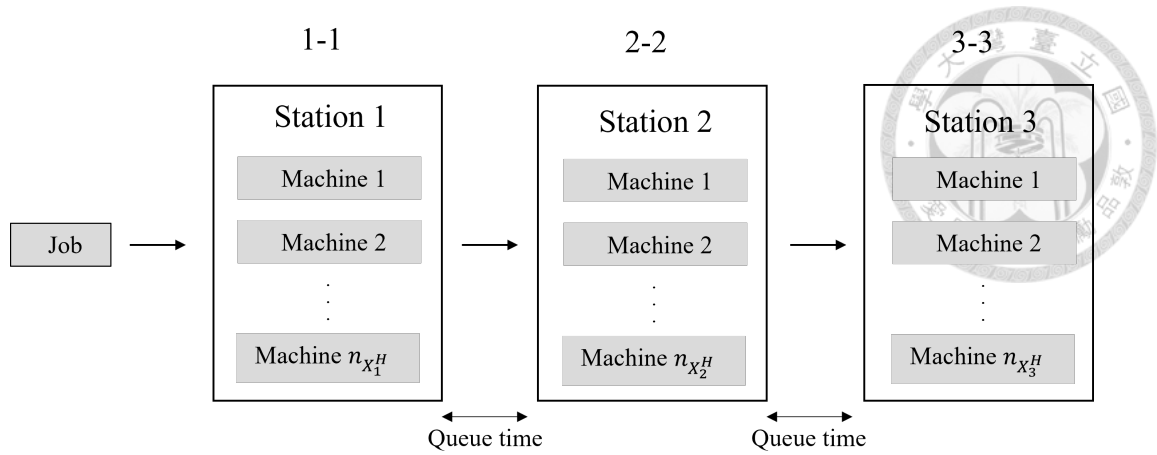 1-1
2-2
3-3
Station 1
Station 2
Station 3
Machine 1
Machine 1
Machine 1
Job
Machine 2
Machine 2
Machine 2
Machine $n_{X_1^H}$
Machine $n_{X_2^H}$
Machine $n_{X_3^H}$
Queue time
Queue time